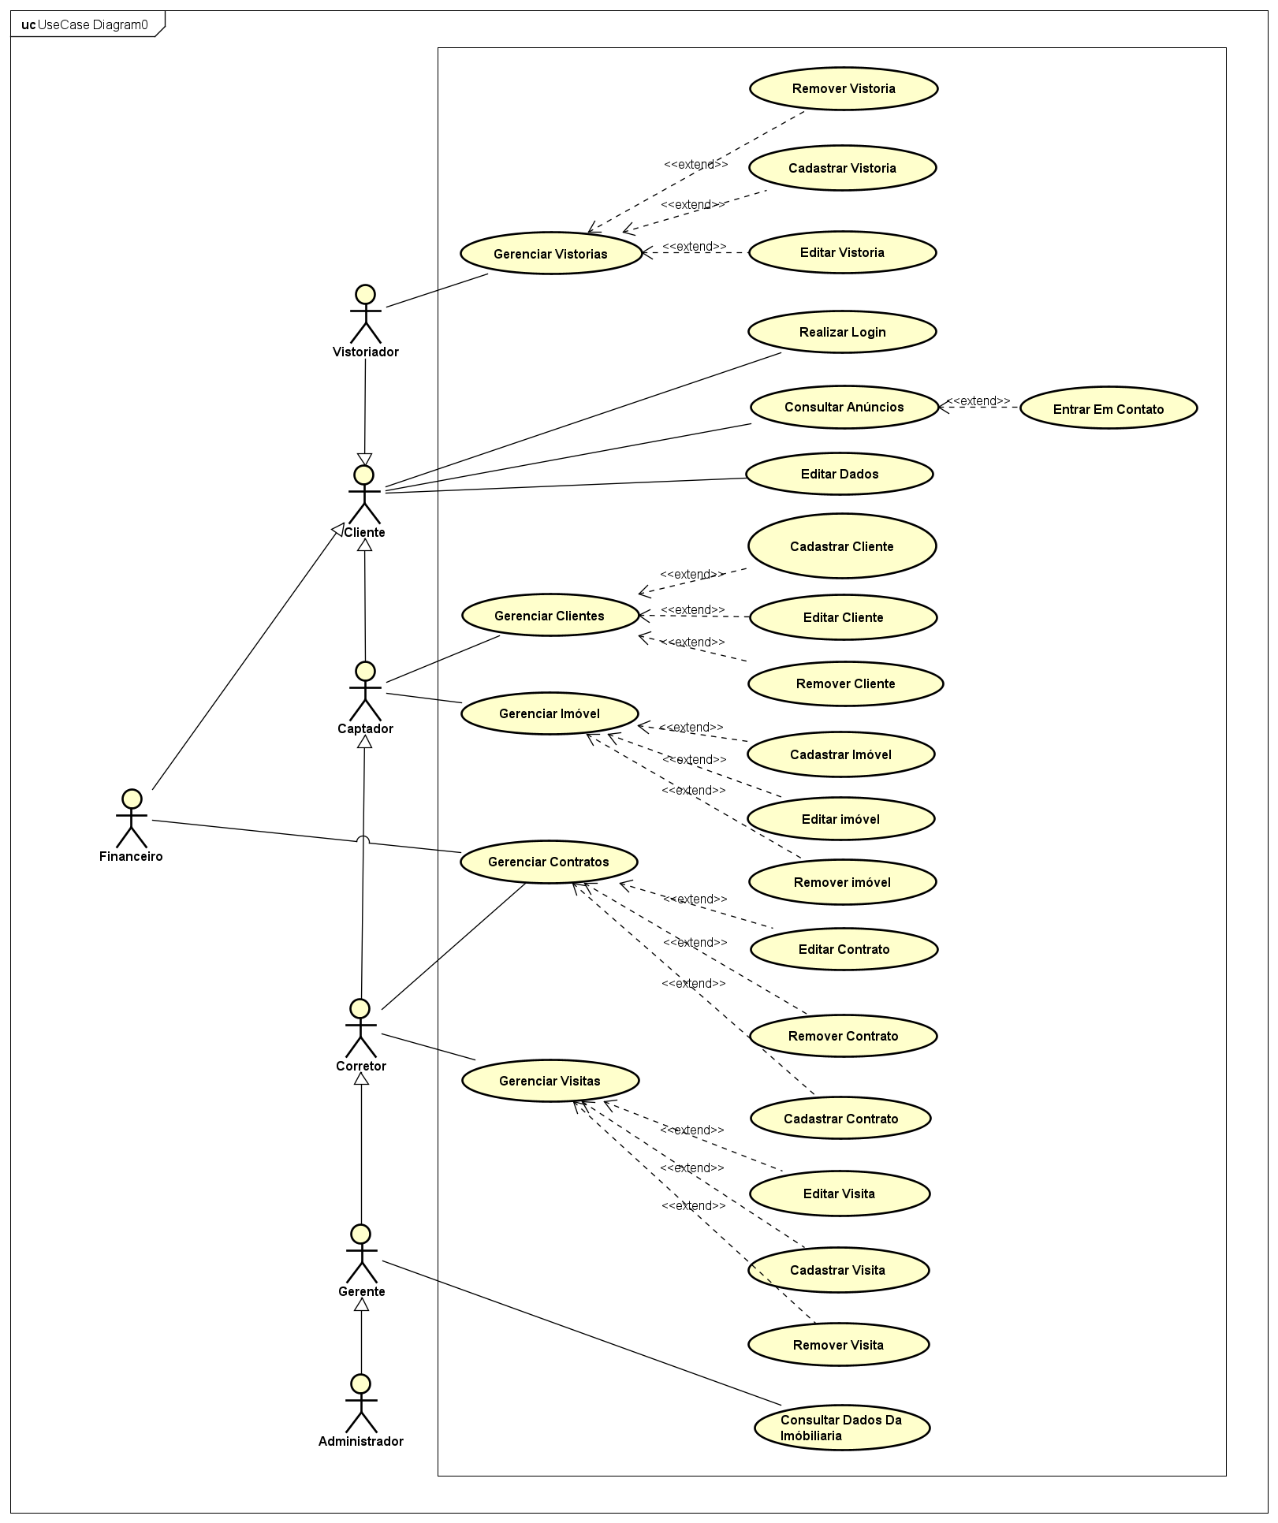 uc UseCase Diagram0
Remover Vistoria
<<extend>>
Cadastrar Vistoria
<<extend>>
Gerenciar Vistorias
<<extend>>
Editar Vistoria
Vistoriador
Realizar Login
Consultar Anúncios
<<extend>>
Entrar Em Contato
Editar Dados
Cliente
Cadastrar Cliente
<<extend>>
Gerenciar Clientes
<<extend>>
Editar Cliente
<<extend>>
Remover Cliente
Captador
Gerenciar Imóvel
<<extend>>
Cadastrar Imóvel
<<extend>>
<<extend>>
Editar imóvel
Financeiro
Gerenciar Contratos
Remover imóvel
<<extend>>
Editar Contrato
<<extend>>
<<extend>>
Remover Contrato
Corretor
Gerenciar Visitas
Cadastrar Contrato
<<extend>>
<<extend>>
Editar Visita
<<extend>>
Cadastrar Visita
Gerente
Remover Visita
Consultar Dados Da
Imóbiliaria
Administrador